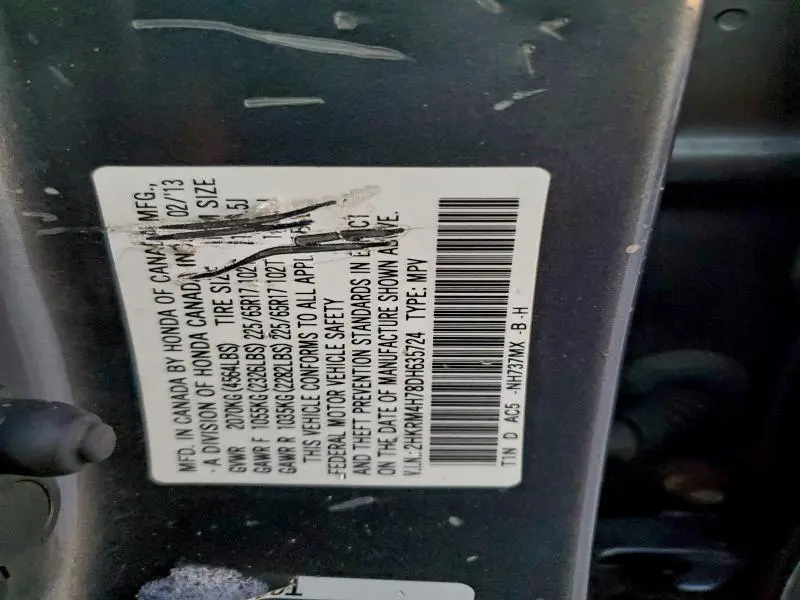 MFD. IN CANADA BY HONDA OF CANADA MFG.,
A DIVISION OF HONDA CANADA INC. 02/'13
GVWR 2070KG(4564LBS) TIRE SIZE RIM SIZE
GAWR F 1055KG(2326LBS) 225/65R17 102T
GAWR R 1035KG(2282LBS) 225/65R17 102T
THIS VEHICLE CONFORMS TO ALL
FEDERAL MOTOR VEHICLE SAFETY
AND THEFT PREVENTION STANDARDS IN EFFECT
ON THE DATE OF MANUFACTURE SHOWN ABOVE.
V.I.N.: 2HKRM4H78DH635724 TYPE: MPV
TIN D AC5 -NH737MX -B-H